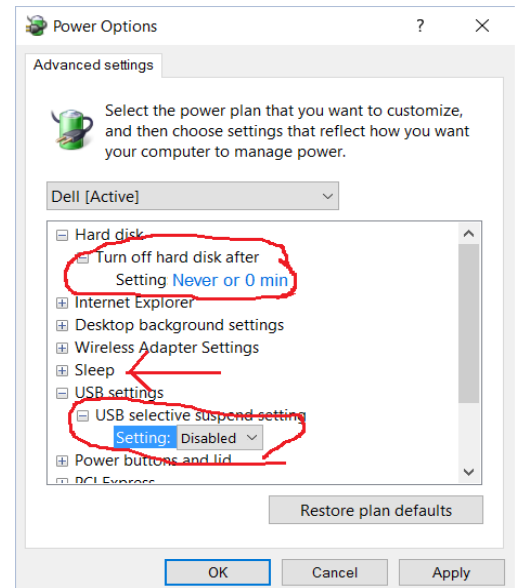 Power Options
?
Advanced settings
Select the power plan that you want to customize,
and then choose settings that reflect how you want
your computer to manage power.
Dell [Active]
Hard disk
Turn off hard disk after
Setting Never or 0 min
Internet Explorer
Desktop background settings
Wireless Adapter Settings
Sleep
USB settings
USB selective suspend setting
Setting: Disabled
Power buttons and lid
PCI Express
Restore plan defaults
OK Cancel Apply